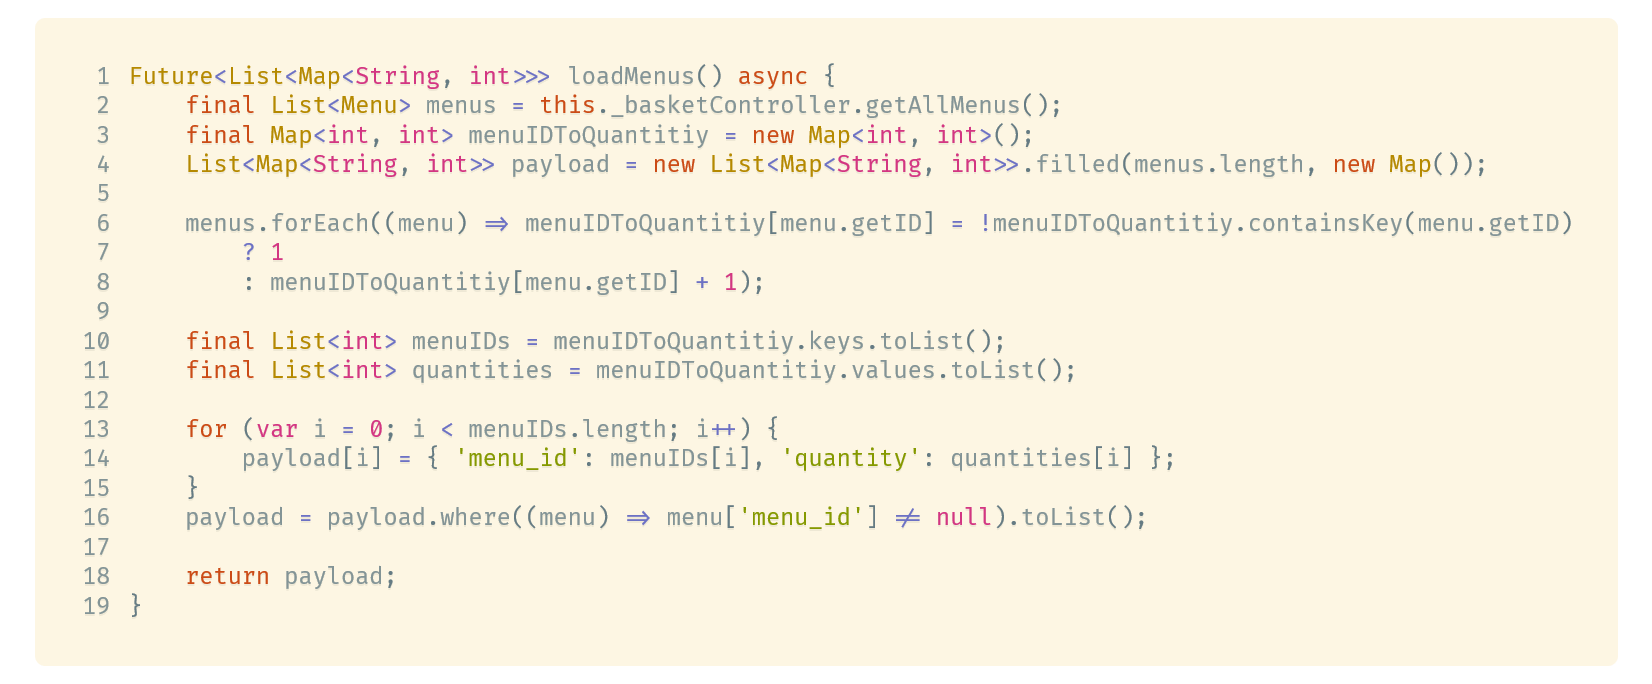 1 Future<List<Map<String, int>>> loadMenus() async {
2     final List<Menu> menus = this._basketController.getAllMenus();
3     final Map<int, int> menuIDToQuantitiy = new Map<int, int>();
4     List<Map<String, int>> payload = new List<Map<String, int>>.filled(menus.length, new Map());
5
6     menus.forEach((menu) => menuIDToQuantitiy[menu.getID] = !menuIDToQuantitiy.containsKey(menu.getID)
7         ? 1
8         : menuIDToQuantitiy[menu.getID] + 1);
9
10     final List<int> menuIDs = menuIDToQuantitiy.keys.toList();
11     final List<int> quantities = menuIDToQuantitiy.values.toList();
12
13     for (var i = 0; i < menuIDs.length; i++) {
14         payload[i] = { 'menu_id': menuIDs[i], 'quantity': quantities[i] };
15     }
16     payload = payload.where((menu) => menu['menu_id'] != null).toList();
17
18     return payload;
19 }